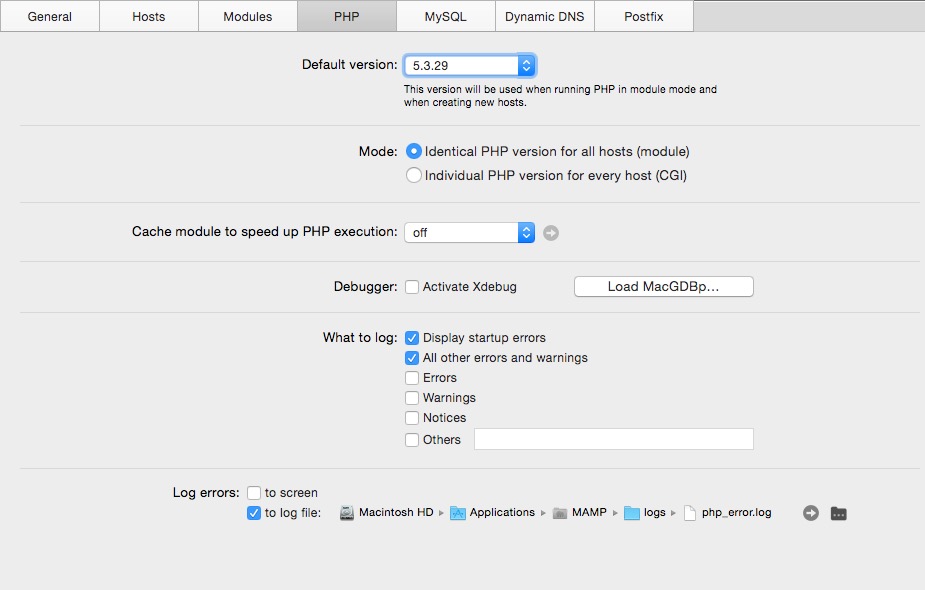 General Hosts Modules PHP MySQL Dynamic DNS Postfix
Default version: 5.3.29
This version will be used when running PHP in module mode and
when creating new hosts.
Mode: Identical PHP version for all hosts (module)
Individual PHP version for every host (CGI)
Cache module to speed up PHP execution: off
Debugger: Activate Xdebug Load MacGDBp...
What to log: Display startup errors
All other errors and warnings
Errors
Warnings
Notices
Others
Log errors: to screen
to log file: Macintosh HD ▸ Applications ▸ MAMP ▸ logs ▸ php_error.log